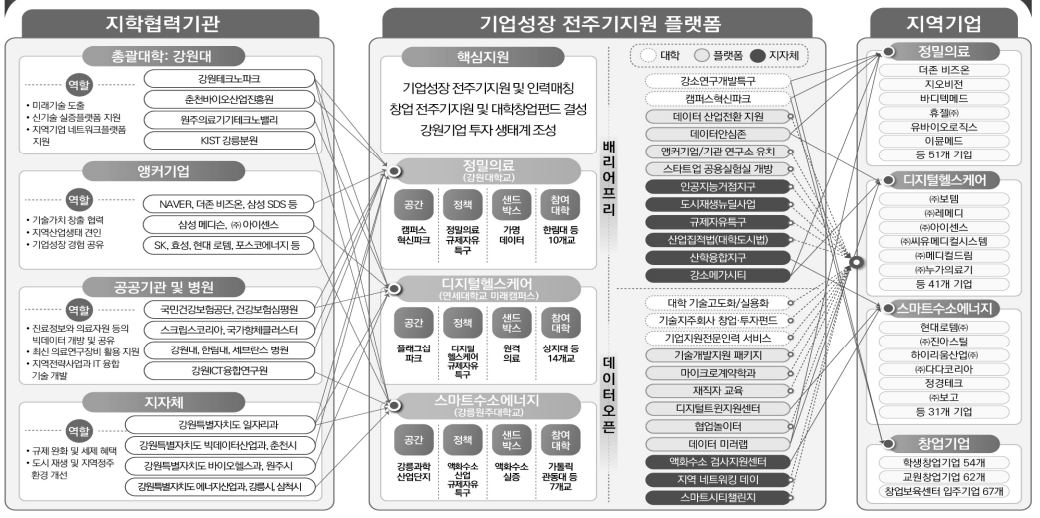 지학협력기관
총괄대학: 강원대
역할
• 미래기술 도출
• 신기술 실증플랫폼 지원
• 지역기업 네트워크플랫폼
지원
강원테크노파크
춘천바이오산업진흥원
원주의료기기테크노밸리
KIST 강릉분원
앵커기업
역할
• 기술가치 창출 협력
• 지역산업생태 견인
• 기업성장 경험 공유
NAVER, 더존 비즈온, 삼성 SDS 등
삼성 메디슨, ㈜ 아이센스
SK, 효성, 현대 로템, 포스코에너지 등
공공기관 및 병원
역할
• 진료정보와 의료자원 등의
빅데이터 개방 및 공유
• 최신 의료연구장비 활용 지원
• 지역전략사업과 IT 융합
기술 개발
국민건강보험공단, 건강보험심평원
스크립스코리아, 국가항체클러스터
강원대, 한림대, 세브란스 병원
강원ICT융합연구원
지자체
역할
• 규제 완화 및 세제 혜택
• 도시 재생 및 지역정주
환경 개선
강원특별자치도 일자리과
강원특별자치도 빅데이터산업과, 춘천시
강원특별자치도 바이오헬스과, 원주시
강원특별자치도 에너지산업과, 강릉시, 삼척시
기업성장 전주기지원 플랫폼
핵심지원
기업성장 전주기지원 및 인력매칭
창업 전주기지원 및 대학창업펀드 결성
강원기업 투자 생태계 조성
정밀의료
(강원대학교)
공간
정책
샌드
박스
참여
대학
캠퍼스
혁신파크
정밀의료
규제자유
특구
가명
데이터
한림대 등
10개교
디지털헬스케어
(연세대학교 미래캠퍼스)
공간
정책
샌드
박스
참여
대학
플래그십
파크
디지털
헬스케어
규제자유
특구
원격
의료
상지대 등
14개교
스마트수소에너지
(강릉원주대학교)
공간
정책
샌드
박스
참여
대학
강릉과학
산업단지
액화수소
산업
규제자유
특구
액화수소
실증
가톨릭
관동대 등
7개교
대학
플랫폼
지자체
배리어프리
강소연구개발특구
캠퍼스혁신파크
데이터 산업전환 지원
데이터안심존
앵커기업/기관 연구소 유치
스타트업 공용실험실 개방
인공지능거점지구
도시재생뉴딜사업
규제자유특구
산업집적법(대학도시법)
산학융합지구
강소메가시티
데이터오픈
대학 기술고도화/실용화
기술지주회사 창업·투자펀드
기업지원전문인력 서비스
기술개발지원 패키지
마이크로계약학과
재직자 교육
디지털트윈지원센터
협업놀이터
데이터 미러랩
액화수소 검사지원센터
지역 네트워킹 데이
스마트시티챌린지
지역기업
정밀의료
더존 비즈온
지오비전
바디텍메드
휴젤㈜
유바이오로직스
이뮨메드
등 51개 기업
디지털헬스케어
㈜보템
㈜레메디
㈜아이센스
㈜씨유메디컬시스템
㈜메디컬드림
㈜누가의료기
등 41개 기업
스마트수소에너지
현대로템㈜
㈜진아스틸
하이리움산업㈜
㈜다다코리아
정경테크
㈜보고
등 31개 기업
창업기업
학생창업기업 54개
교원창업기업 62개
창업보육센터 입주기업 67개